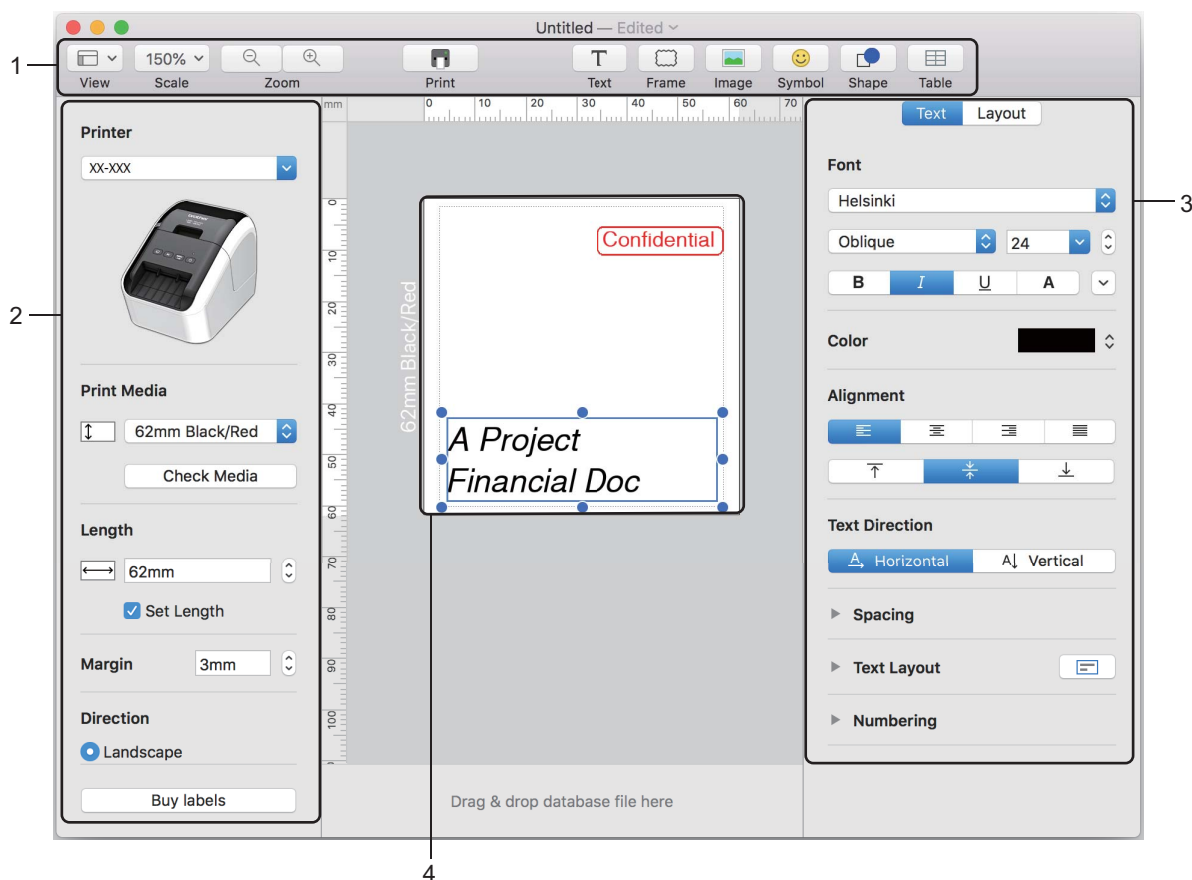 Untitled — Edited
1
150%
View
Scale
Zoom
Print
Text
Frame
Image
Symbol
Shape
Table
2
Printer
XX-XXX
brother
Print Media
62mm Black/Red
Check Media
Length
62mm
Set Length
Margin
3mm
Direction
Landscape
Buy labels
mm
0 10 20 30 40 50 60 70
0
10
20
30
40
50
60
70
80
90
100
62mm Black/Red
Confidential
A Project
Financial Doc
Drag & drop database file here
4
3
Text Layout
Font
Helsinki
Oblique 24
B I U A
Color
Alignment
Text Direction
A Horizontal A Vertical
Spacing
Text Layout
Numbering